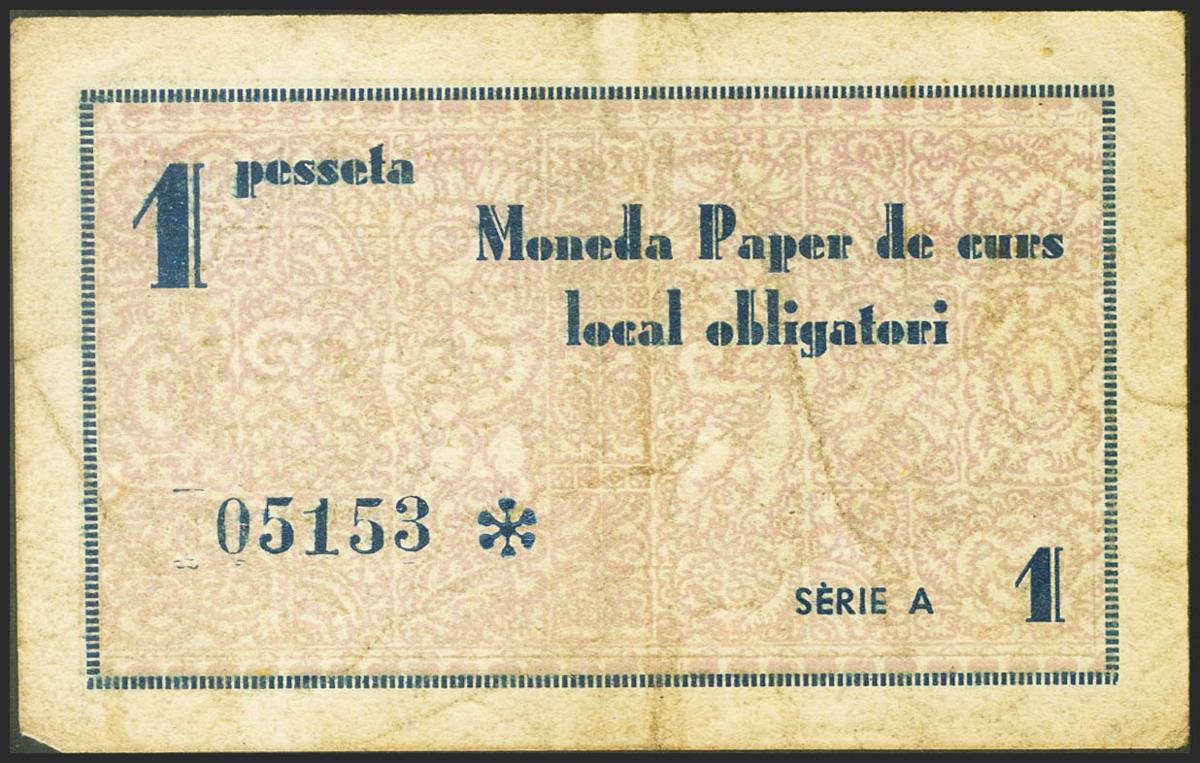 1 pesseta
Moneda Paper de curs
local obligatori
05153 *
SÈRIE A 1